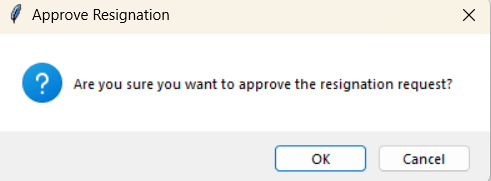 Approve Resignation
Are you sure you want to approve the resignation request?
OK
Cancel